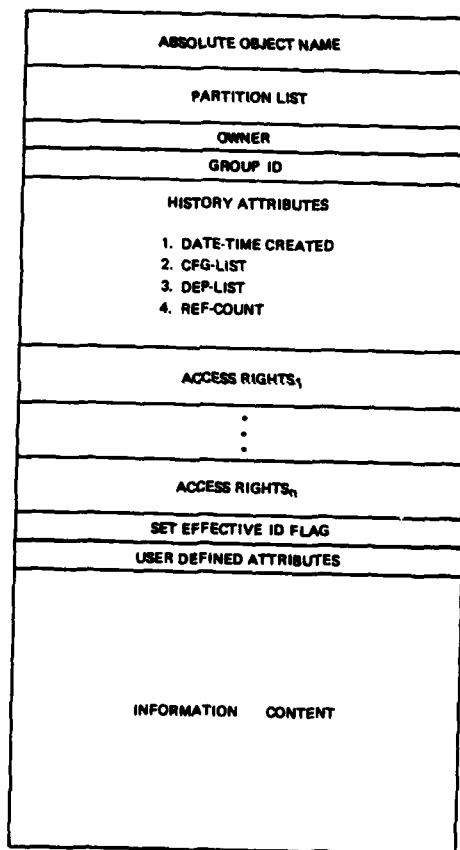 ABSOLUTE OBJECT NAME
PARTITION LIST
OWNER
GROUP ID
HISTORY ATTRIBUTES
1. DATE-TIME CREATED
2. CFG-LIST
3. DEP-LIST
4. REF-COUNT
ACCESS RIGHTS₁
ACCESS RIGHTSₙ
SET EFFECTIVE ID FLAG
USER DEFINED ATTRIBUTES
INFORMATION CONTENT